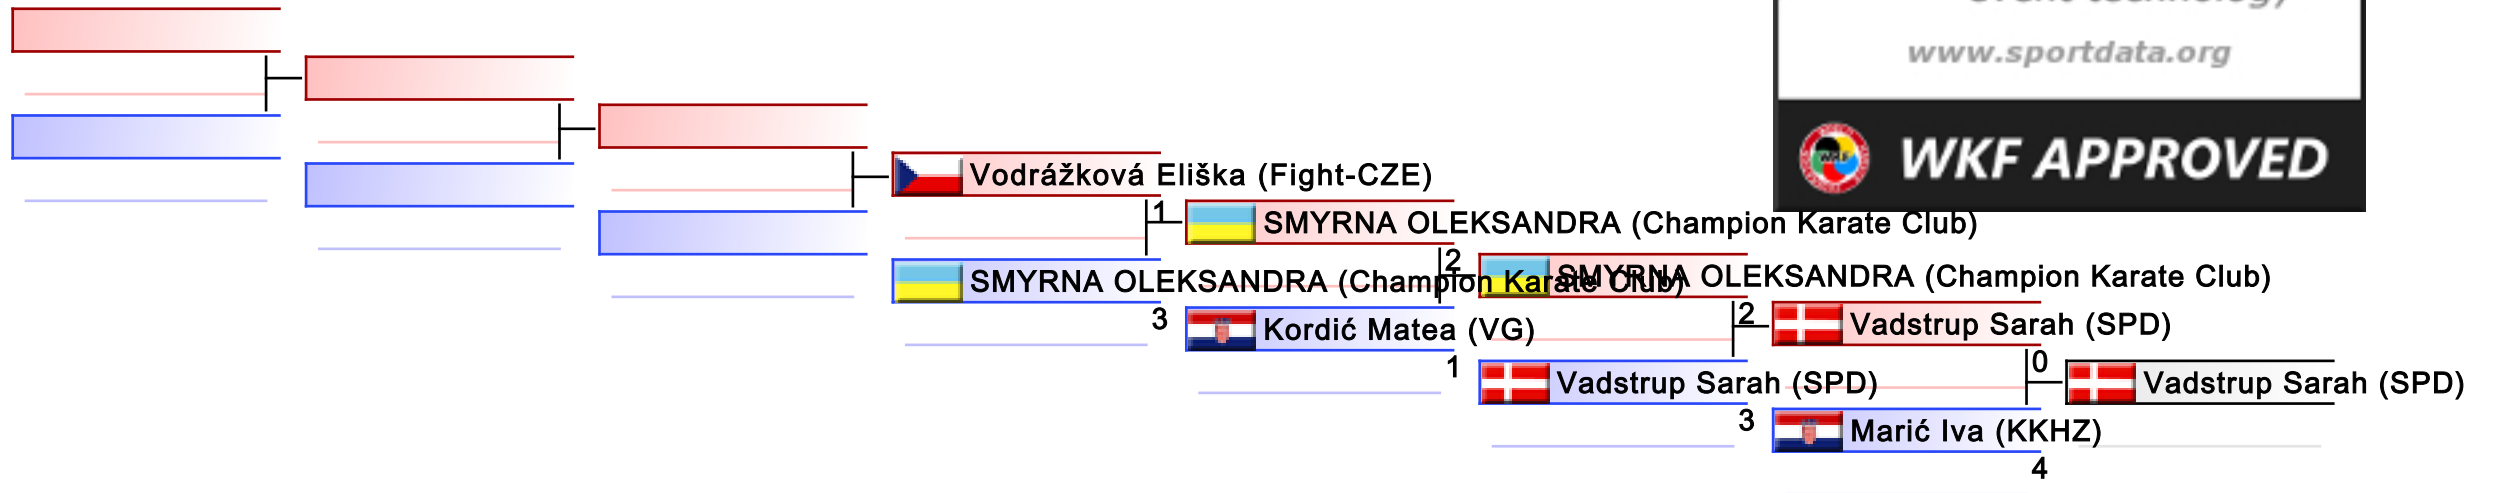 www.sportdata.org
WKF APPROVED
Vodrážková Eliška (Fight-CZE)
1
SMYRNA OLEKSANDRA (Champion Karate Club)
SMYRNA OLEKSANDRA (Champion Karate Club)
3
2
Kordić Matea (VG)
1
SMYRNA OLEKSANDRA (Champion Karate Club)
2
Vadstrup Sarah (SPD)
3
Vadstrup Sarah (SPD)
0
Marić Iva (KKHZ)
4
Vadstrup Sarah (SPD)